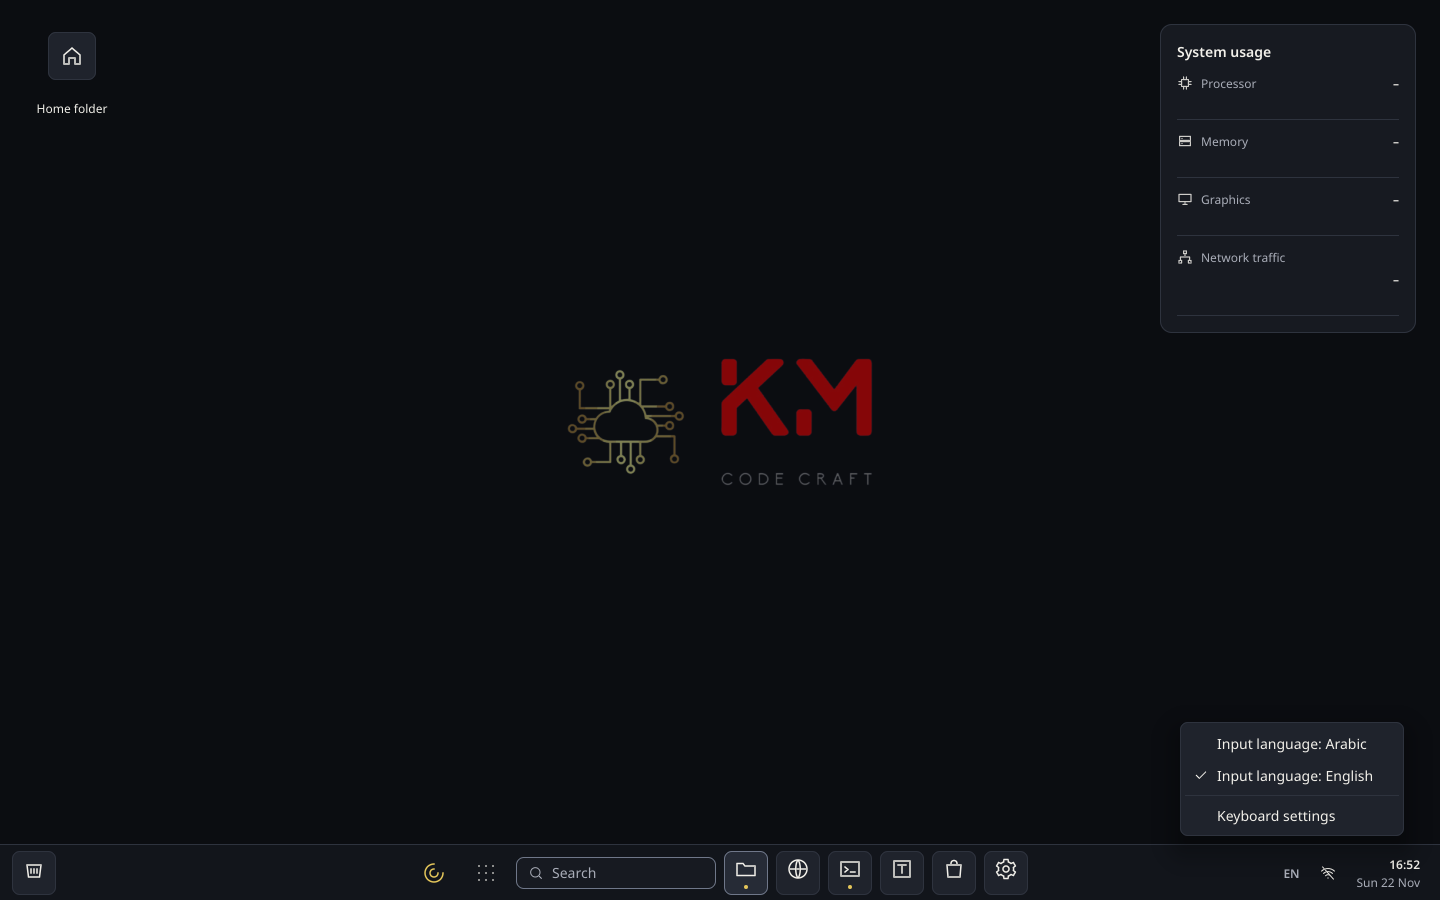 Home folder
System usage
Processor –
Memory –
Graphics –
Network traffic
–
KM
CODE CRAFT
Input language: Arabic
Input language: English
Keyboard settings
Search
EN
16:52
Sun 22 Nov